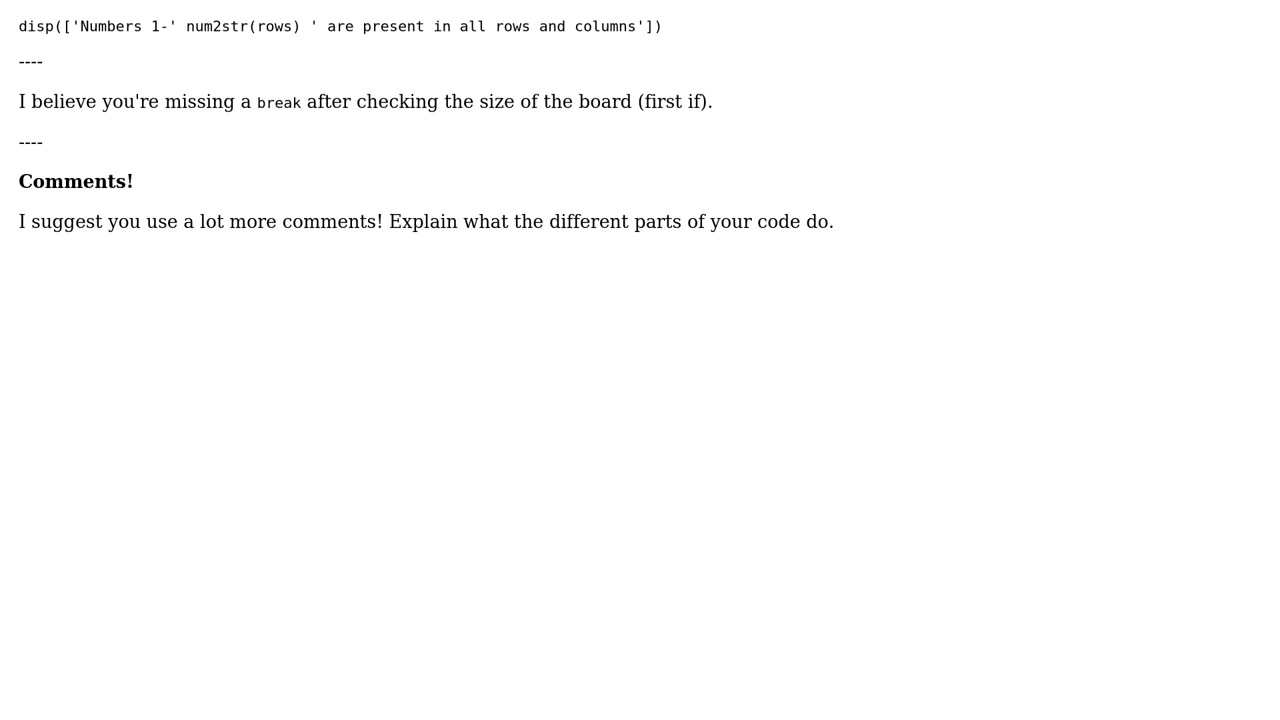 disp(['Numbers 1-' num2str(rows) ' are present in all rows and columns'])
----
I believe you're missing a break after checking the size of the board (first if).
----
Comments!
I suggest you use a lot more comments! Explain what the different parts of your code do.